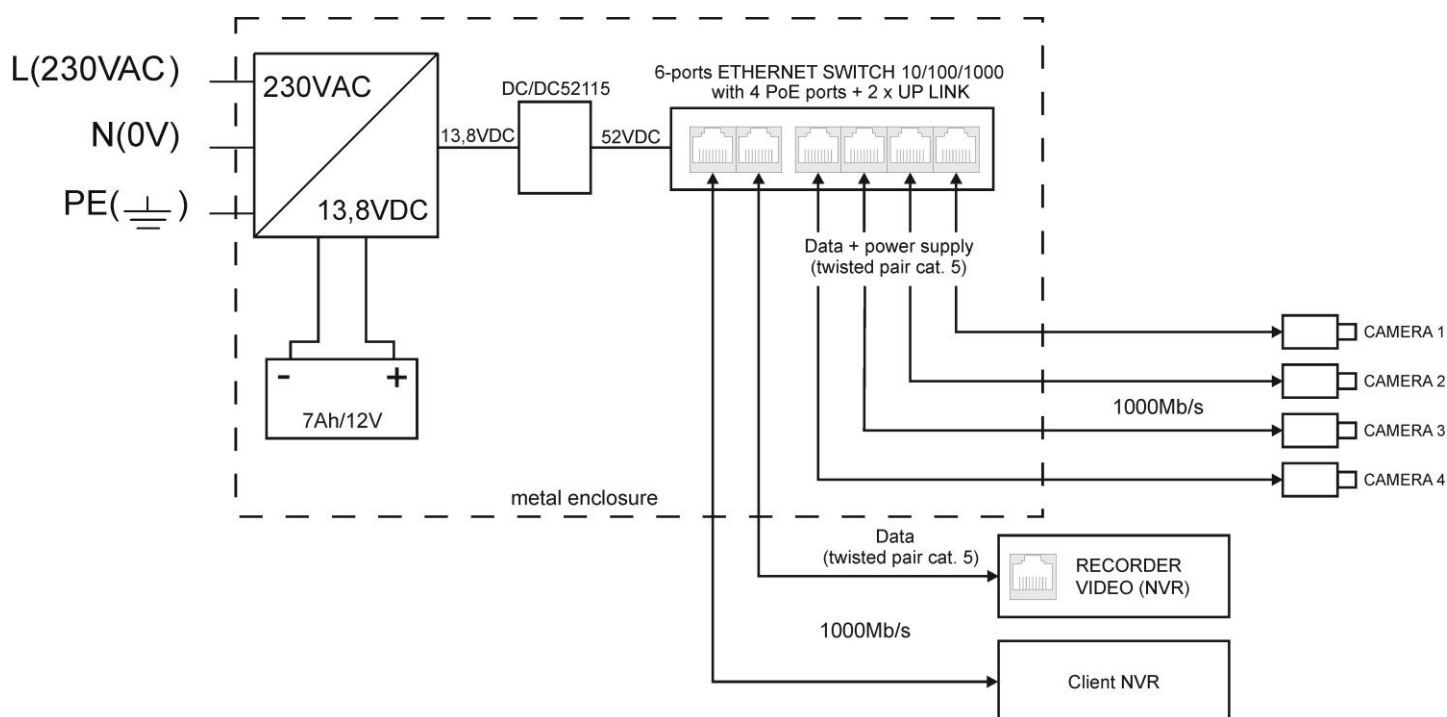 L(230VAC)
N(0V)
PE( )
230VAC
13,8VDC
- +
7Ah/12V
13,8VDC
DC/DC52115
52VDC
6-ports ETHERNET SWITCH 10/100/1000
with 4 PoE ports + 2 x UP LINK
Data + power supply
(twisted pair cat. 5)
CAMERA 1
CAMERA 2
1000Mb/s
CAMERA 3
CAMERA 4
metal enclosure
Data
(twisted pair cat. 5)
RECORDER
VIDEO (NVR)
1000Mb/s
Client NVR